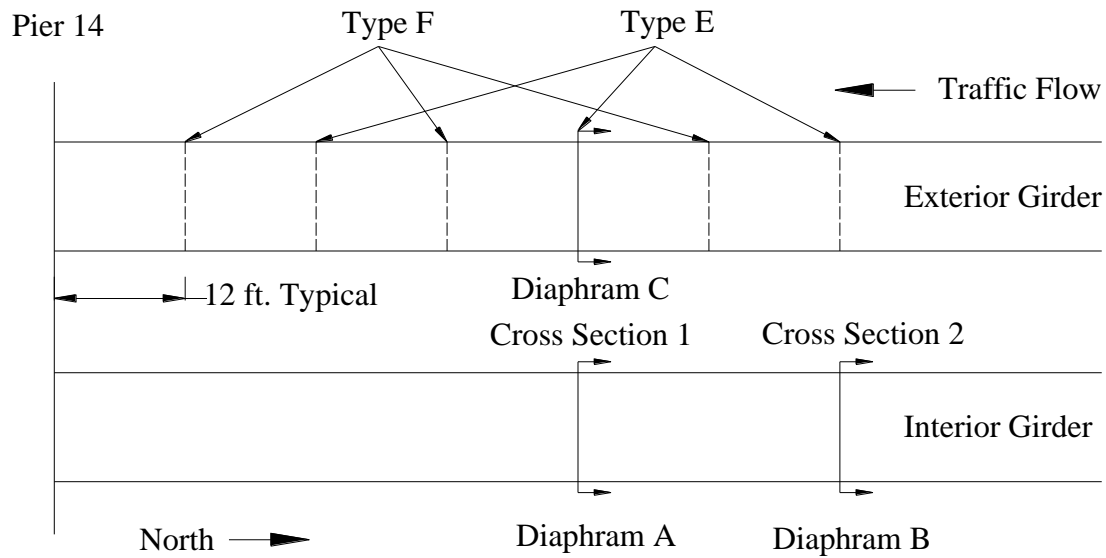 Pier 14
Type F
Type E
Traffic Flow
Exterior Girder
12 ft. Typical
Diaphram C
Cross Section 1
Cross Section 2
Interior Girder
North
Diaphram A
Diaphram B